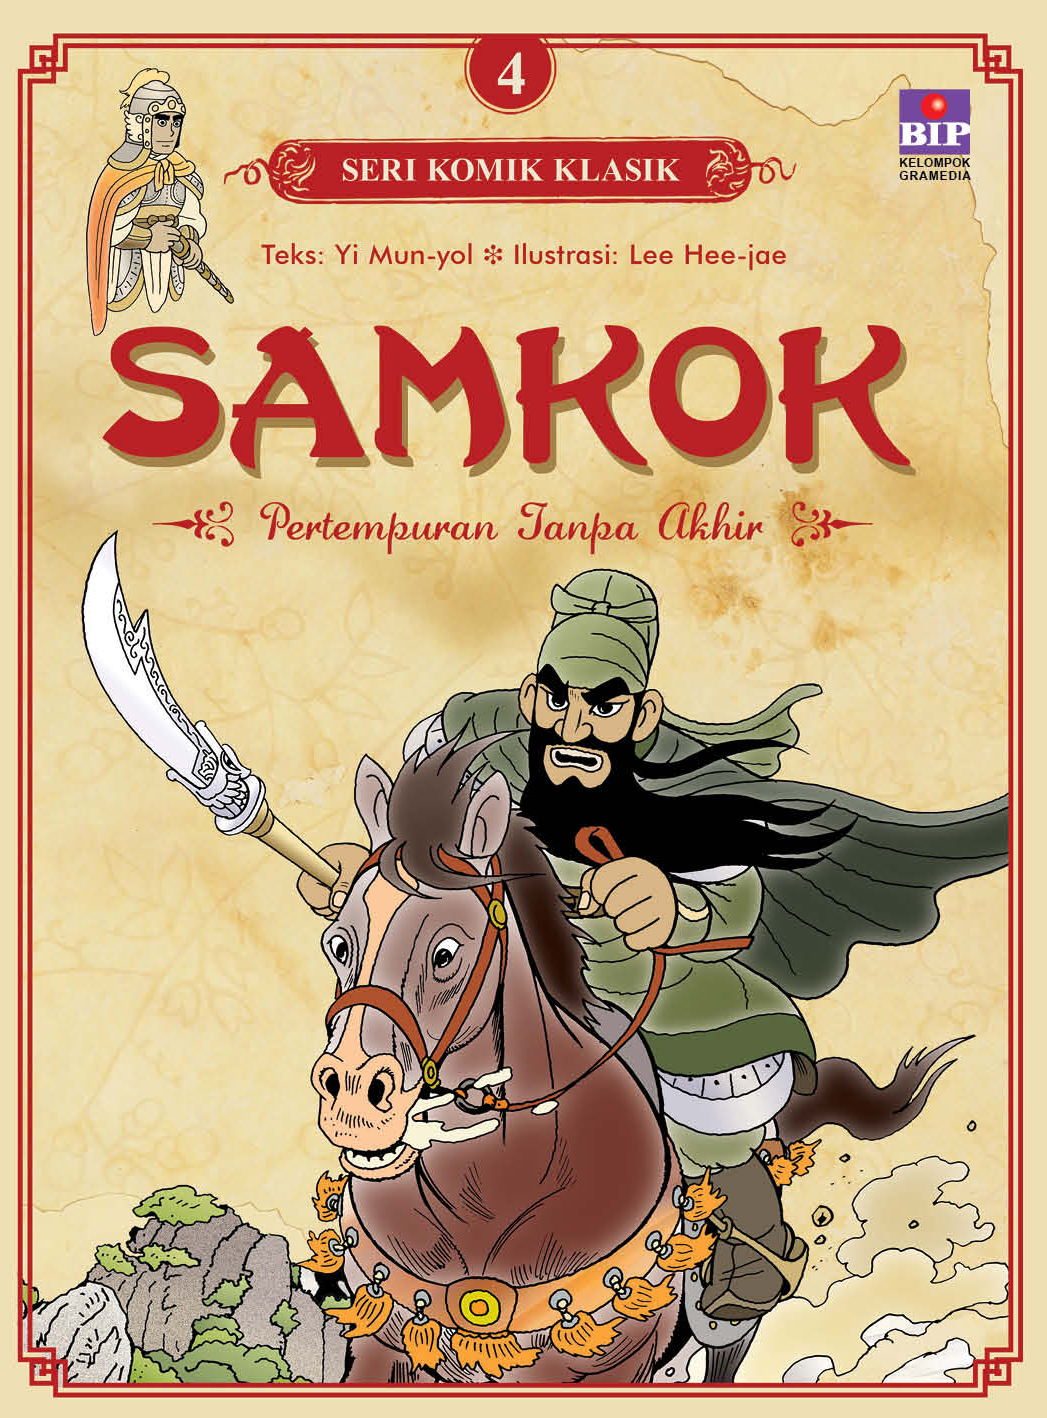 4
BIP
KELOMPOK
GRAMEDIA
SERI KOMIK KLASIK
Teks: Yi Mun-yol ❇ Ilustrasi: Lee Hee-jae
SAMKOK
Pertempuran Tanpa Akhir